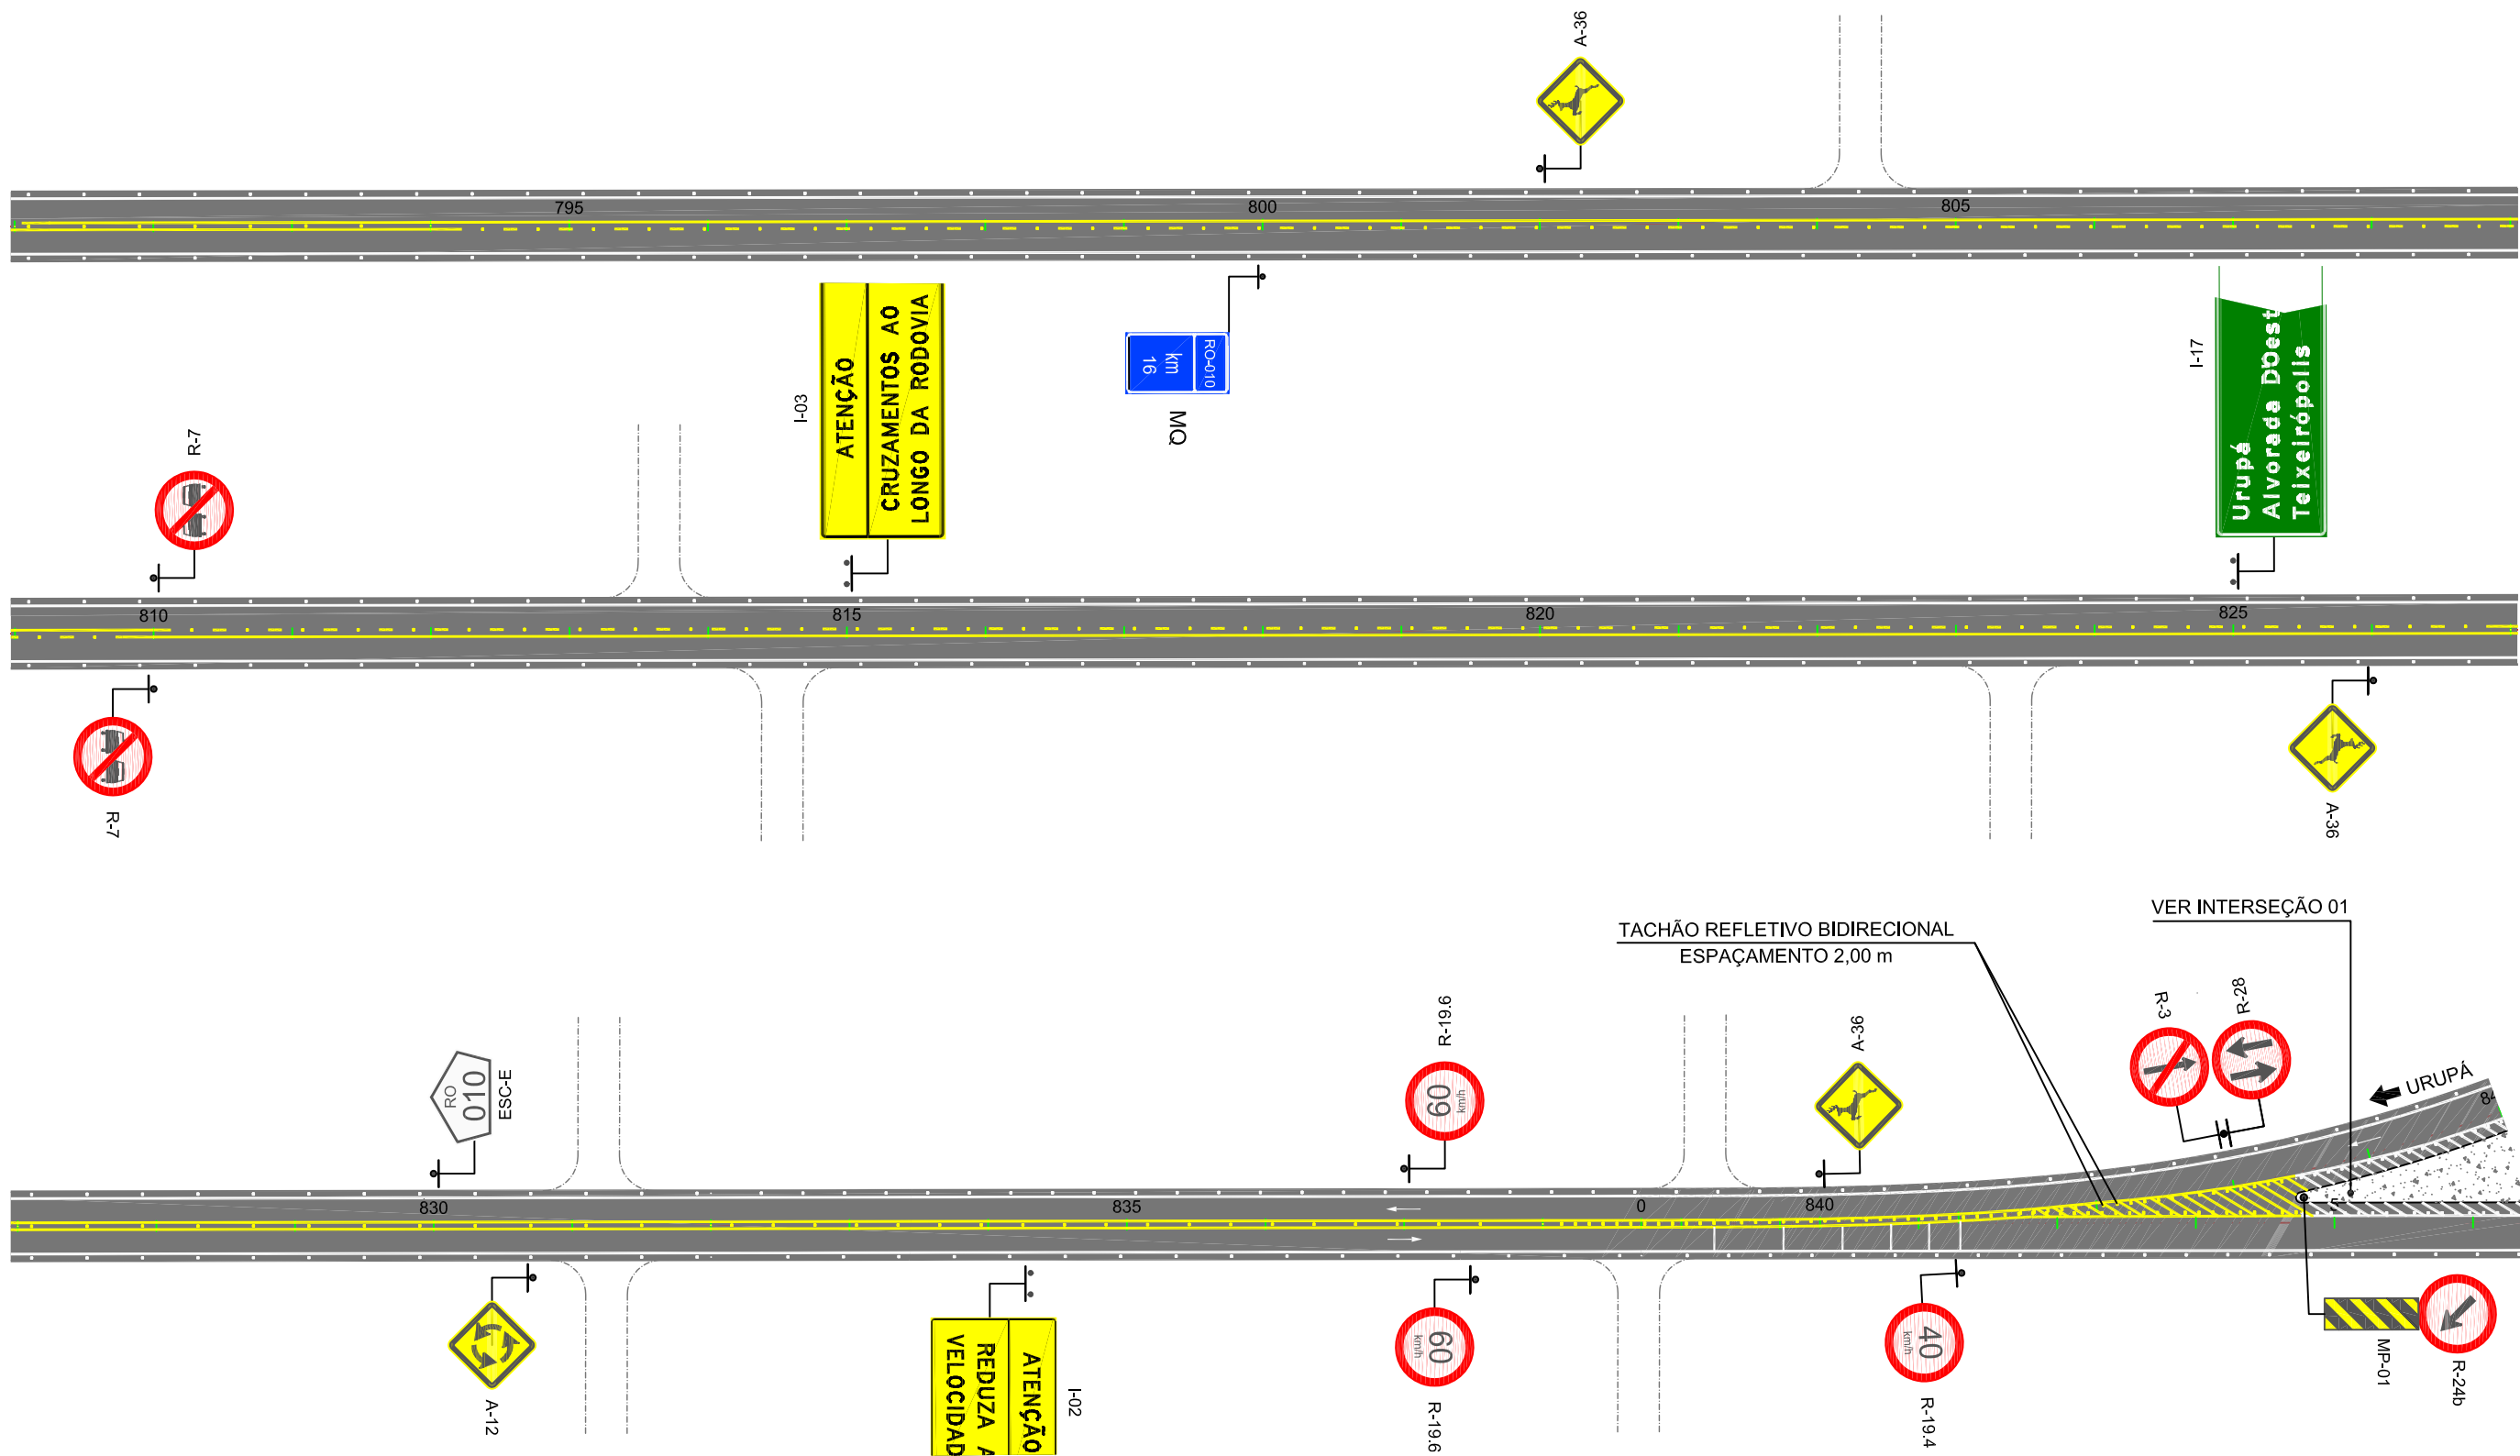 A-36
795
800
805
ATENÇÃO
CRUZAMENTOS AO
LONGO DA RODOVIA
I-03
RO-010
km
16
MQ
I-17
Urupá
Teixeirópolis
R-7
810
815
820
825
R-7
A-36
VER INTERSEÇÃO 01
TACHÃO REFLETIVO BIDIRECIONAL
ESPAÇAMENTO 2,00 m
R-3
R-28
URUPÁ
RO
010
ESC-E
R-19.6
60
km/h
A-36
830
835
0
840
A-12
ATENÇÃO
REDUZA A
VELOCIDAD
I-02
60
km/h
R-19.6
40
km/h
R-19.4
MP-01
R-24b